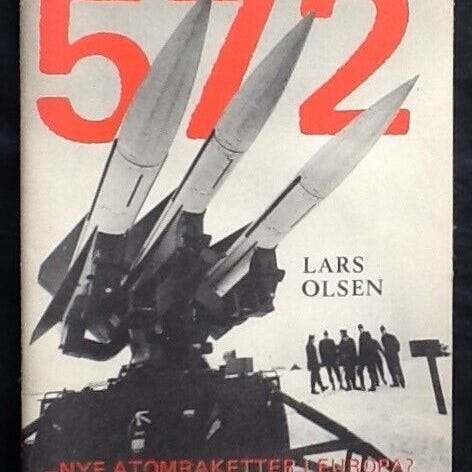 572
LARS
OLSEN
NYE ATOMRAKETTER I EUROPA?